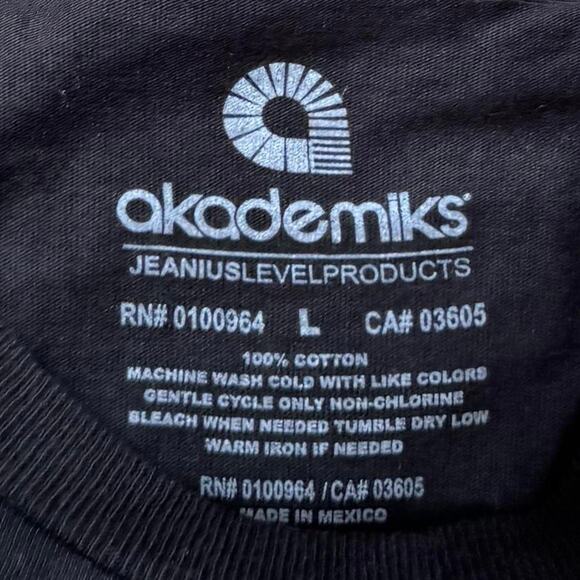 akademiks®
JEANIUSLEVELPRODUCTS
RN# 0100964 L CA# 03605
100% COTTON
MACHINE WASH COLD WITH LIKE COLORS
GENTLE CYCLE ONLY NON-CHLORINE
BLEACH WHEN NEEDED TUMBLE DRY LOW
WARM IRON IF NEEDED
RN# 0100964 / CA# 03605
MADE IN MEXICO